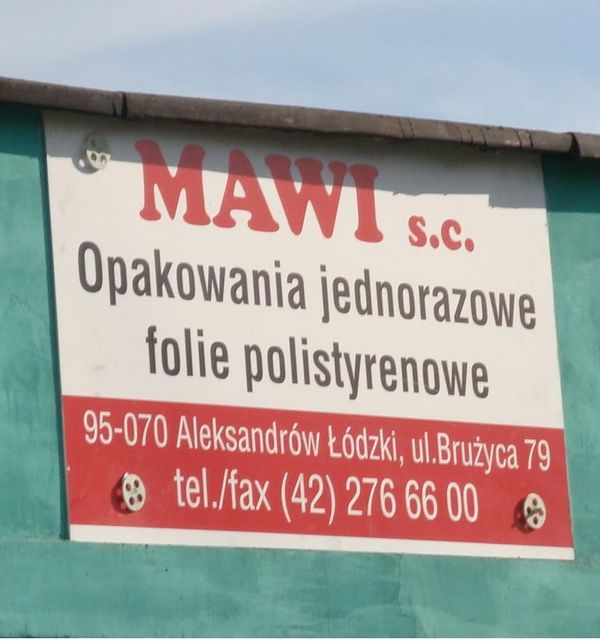 MAWI s.c.
Opakowania jednorazowe
folie polistyrenowe
95-070 Aleksandrów Łódzki, ul.Brużyca 79
tel./fax (42) 276 66 00